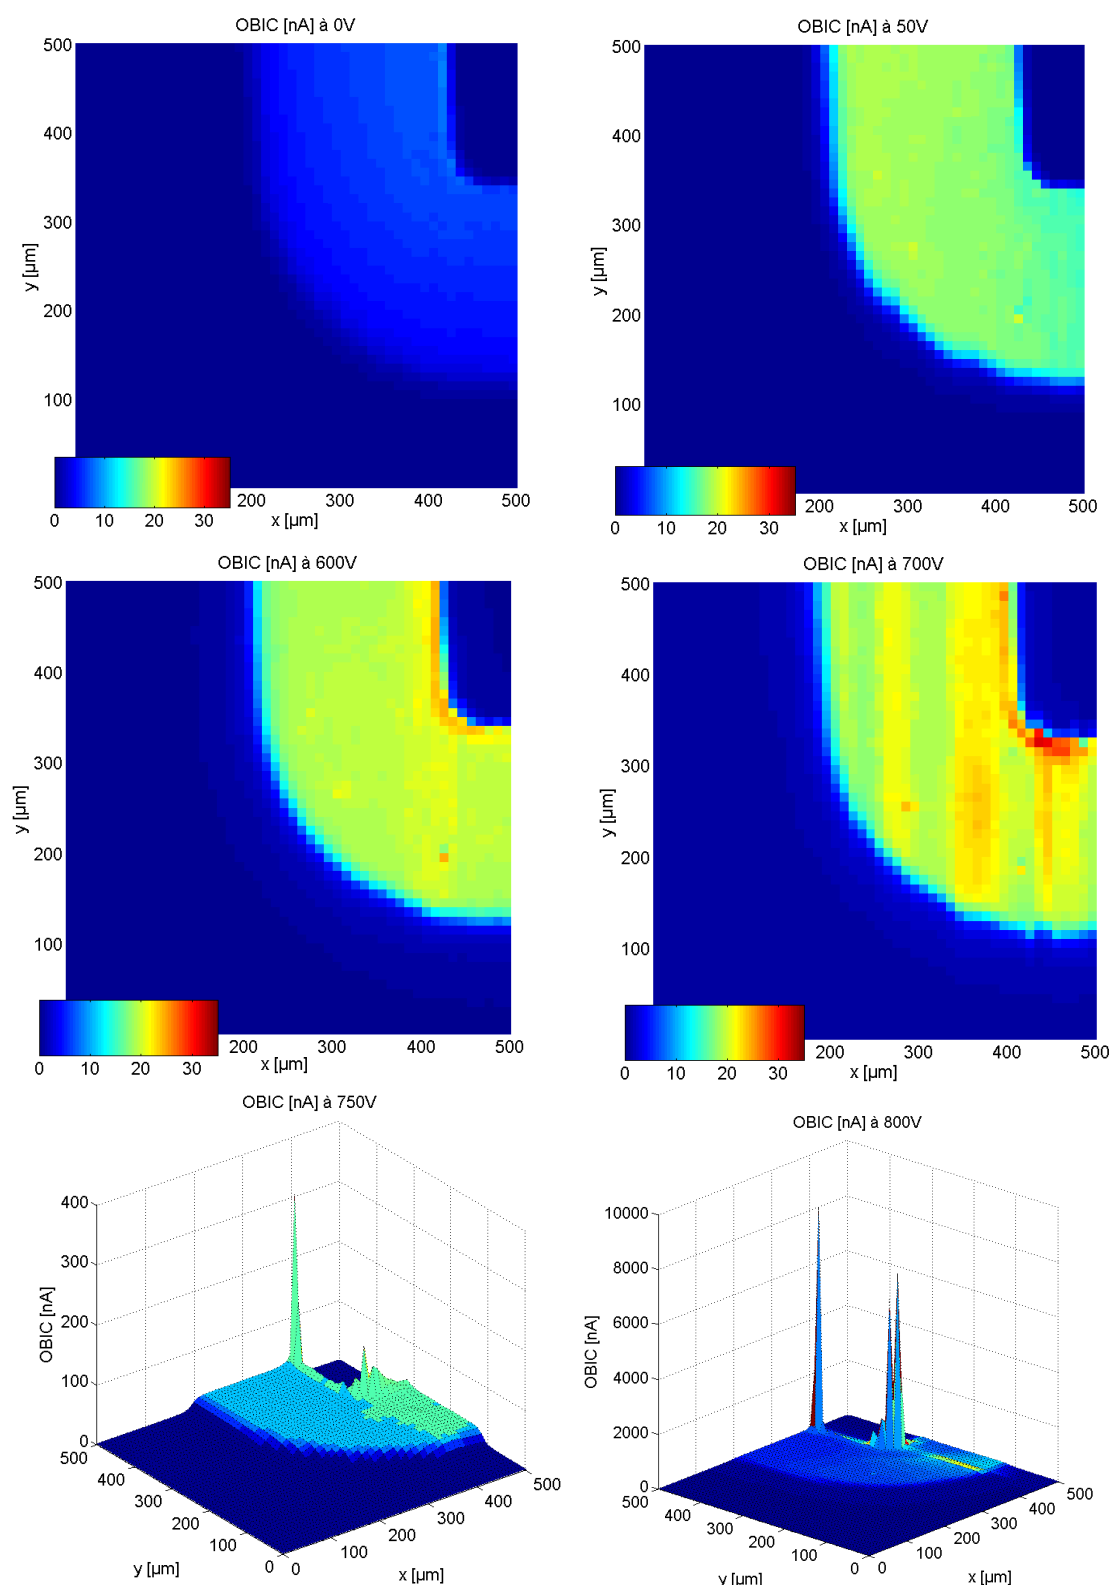 OBIC [nA] à 0V
500
400
300
200
100
y [µm]
0 10 20 30
200 300 400 500
x [µm]
OBIC [nA] à 50V
500
400
300
200
100
y [µm]
0 10 20 30
200 300 400 500
x [µm]
OBIC [nA] à 600V
500
400
300
200
100
y [µm]
0 10 20 30
200 300 400 500
x [µm]
OBIC [nA] à 700V
500
400
300
200
100
y [µm]
0 10 20 30
200 300 400 500
x [µm]
OBIC [nA] à 750V
400
300
200
100
0
OBIC [nA]
500 400 300 200 100 0
y [µm]
0 100 200 300 400 500
x [µm]
OBIC [nA] à 800V
10000
8000
6000
4000
2000
0
OBIC [nA]
500 400 300 200 100 0
y [µm]
0 100 200 300 400 500
x [µm]